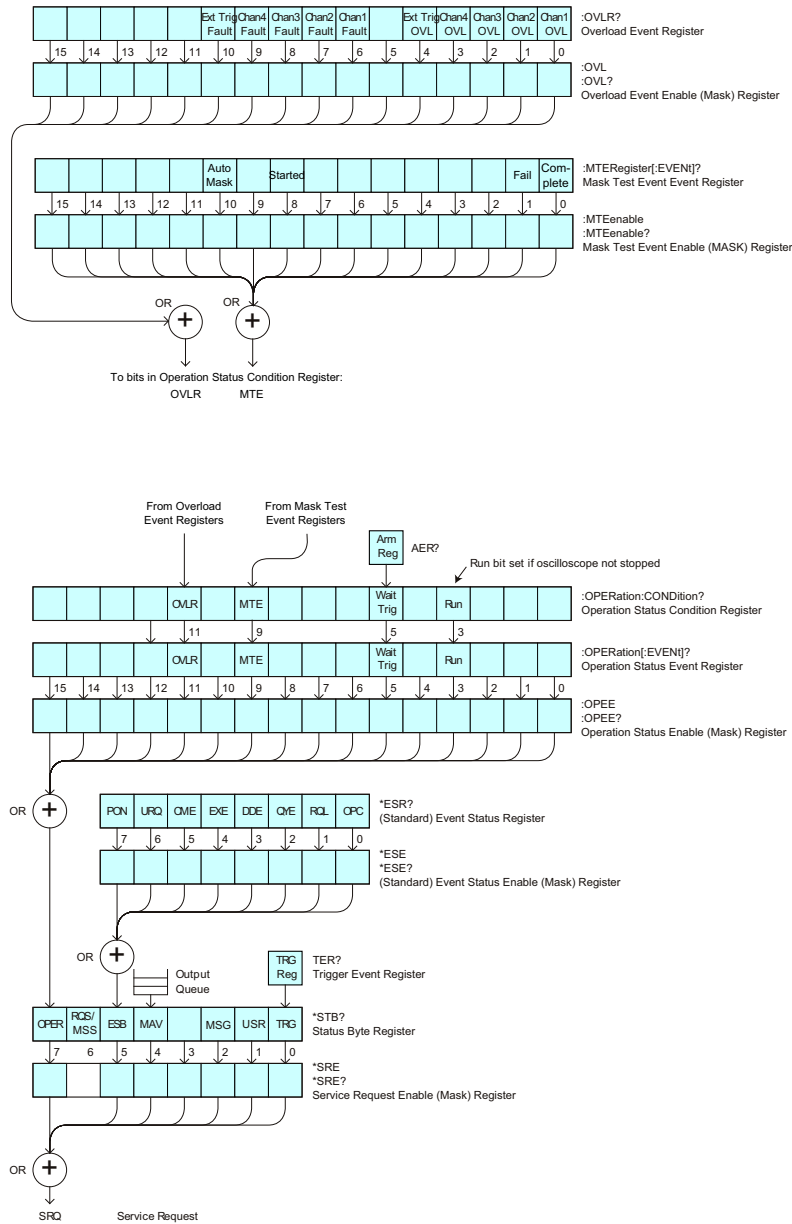 Ext Trig Fault Chan4 Fault Chan3 Fault Chan2 Fault Chan1 Fault Ext Trig OVL Chan4 OVL Chan3 OVL Chan2 OVL Chan1 OVL
:OVLR?
Overload Event Register
15 14 13 12 11 10 9 8 7 6 5 4 3 2 1 0
:OVL
:OVL?
Overload Event Enable (Mask) Register
Auto Mask Started Fail Com-plete
:MTERegister[:EVENt]?
Mask Test Event Event Register
15 14 13 12 11 10 9 8 7 6 5 4 3 2 1 0
:MTEenable
:MTEenable?
Mask Test Event Enable (MASK) Register
OR OR
+ +
To bits in Operation Status Condition Register:
OVLR MTE
From Overload
Event Registers
From Mask Test
Event Registers
Arm
Reg
AER?
Run bit set if oscilloscope not stopped
OVLR MTE Wait Trig Run
:OPERation:CONDition?
Operation Status Condition Register
11 9 5 3
OVLR MTE Wait Trig Run
:OPERation[:EVENt]?
Operation Status Event Register
15 14 13 12 11 10 9 8 7 6 5 4 3 2 1 0
:OPEE
:OPEE?
Operation Status Enable (Mask) Register
OR +
PON URQ CME EXE DDE QYE RQL OPC
*ESR?
(Standard) Event Status Register
7 6 5 4 3 2 1 0
*ESE
*ESE?
(Standard) Event Status Enable (Mask) Register
OR +
Output
Queue
TRG
Reg
TER?
Trigger Event Register
OPER RQS/ MSS ESB MAV MSG USR TRG
*STB?
Status Byte Register
7 6 5 4 3 2 1 0
*SRE
*SRE?
Service Request Enable (Mask) Register
OR +
SRQ Service Request